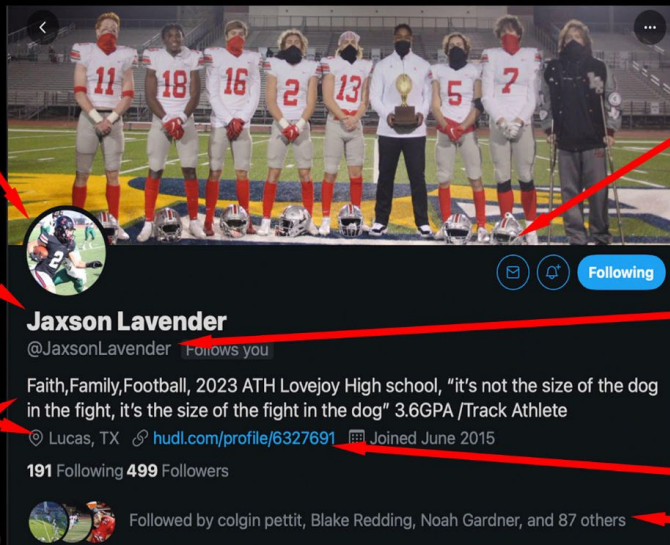 11
18
16
2
13
5
7
2
Following
Jaxson Lavender
@JaxsonLavender Follows you
Faith,Family,Football, 2023 ATH Lovejoy High school, “it’s not the size of the dog
in the fight, it’s the size of the fight in the dog” 3.6GPA /Track Athlete
Lucas, TX hudl.com/profile/6327691 Joined June 2015
191 Following 499 Followers
Followed by colgin pettit, Blake Redding, Noah Gardner, and 87 others